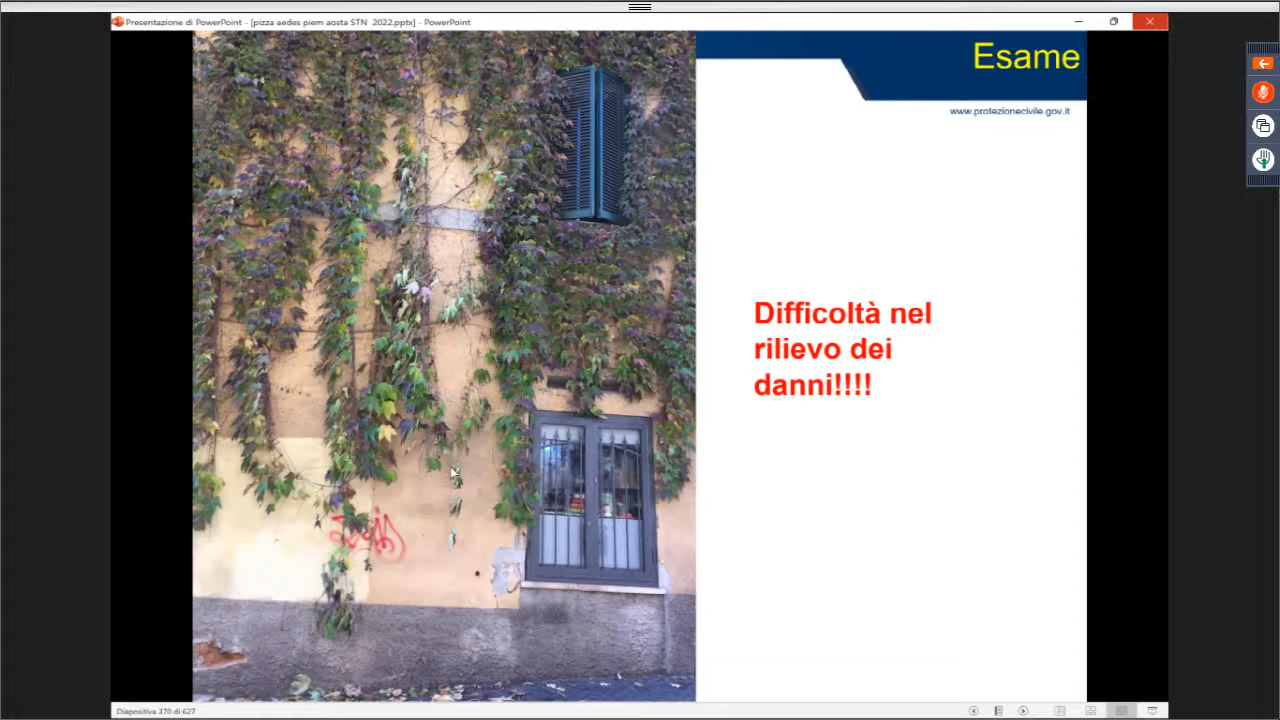 Presentazione di PowerPoint - [pizza aedes piem aosta STN 2022.pptx] - PowerPoint
Esame
www.protezionecivile.gov.it
Difficoltà nel
rilievo dei
danni!!!!
Diapositiva 370 di 627